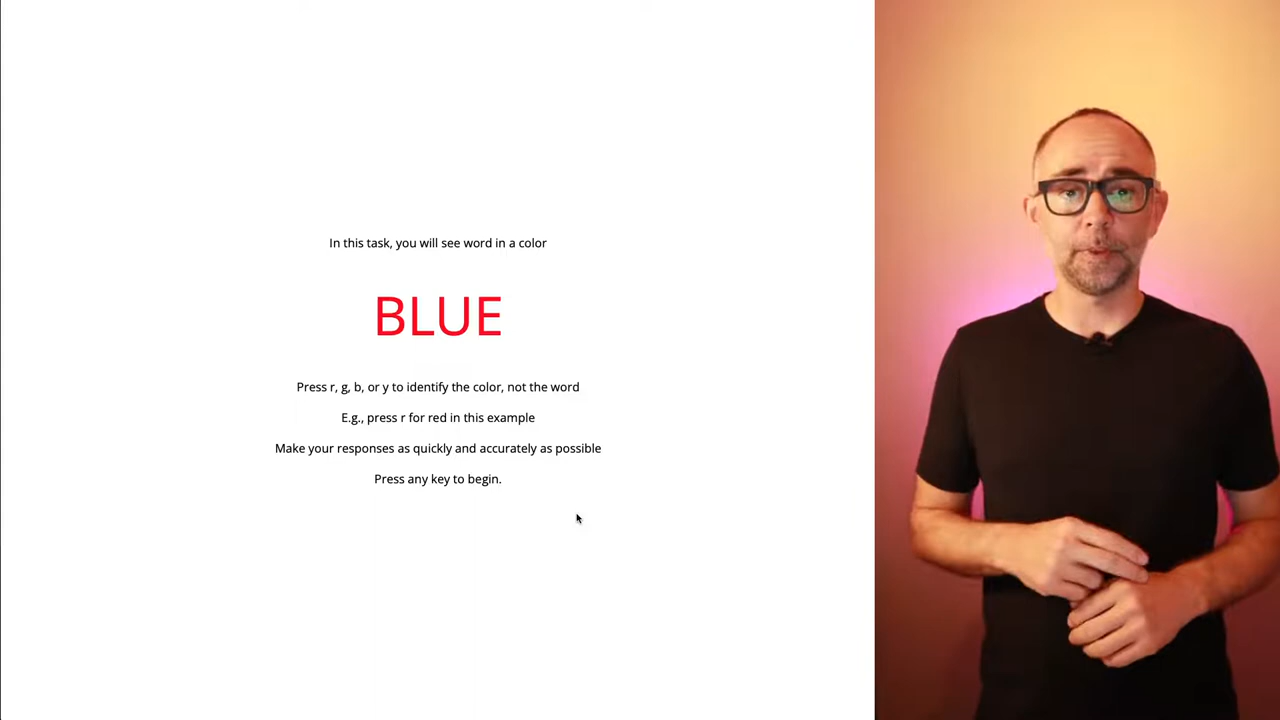 In this task, you will see word in a color
BLUE
Press r, g, b, or y to identify the color, not the word
E.g., press r for red in this example
Make your responses as quickly and accurately as possible
Press any key to begin.